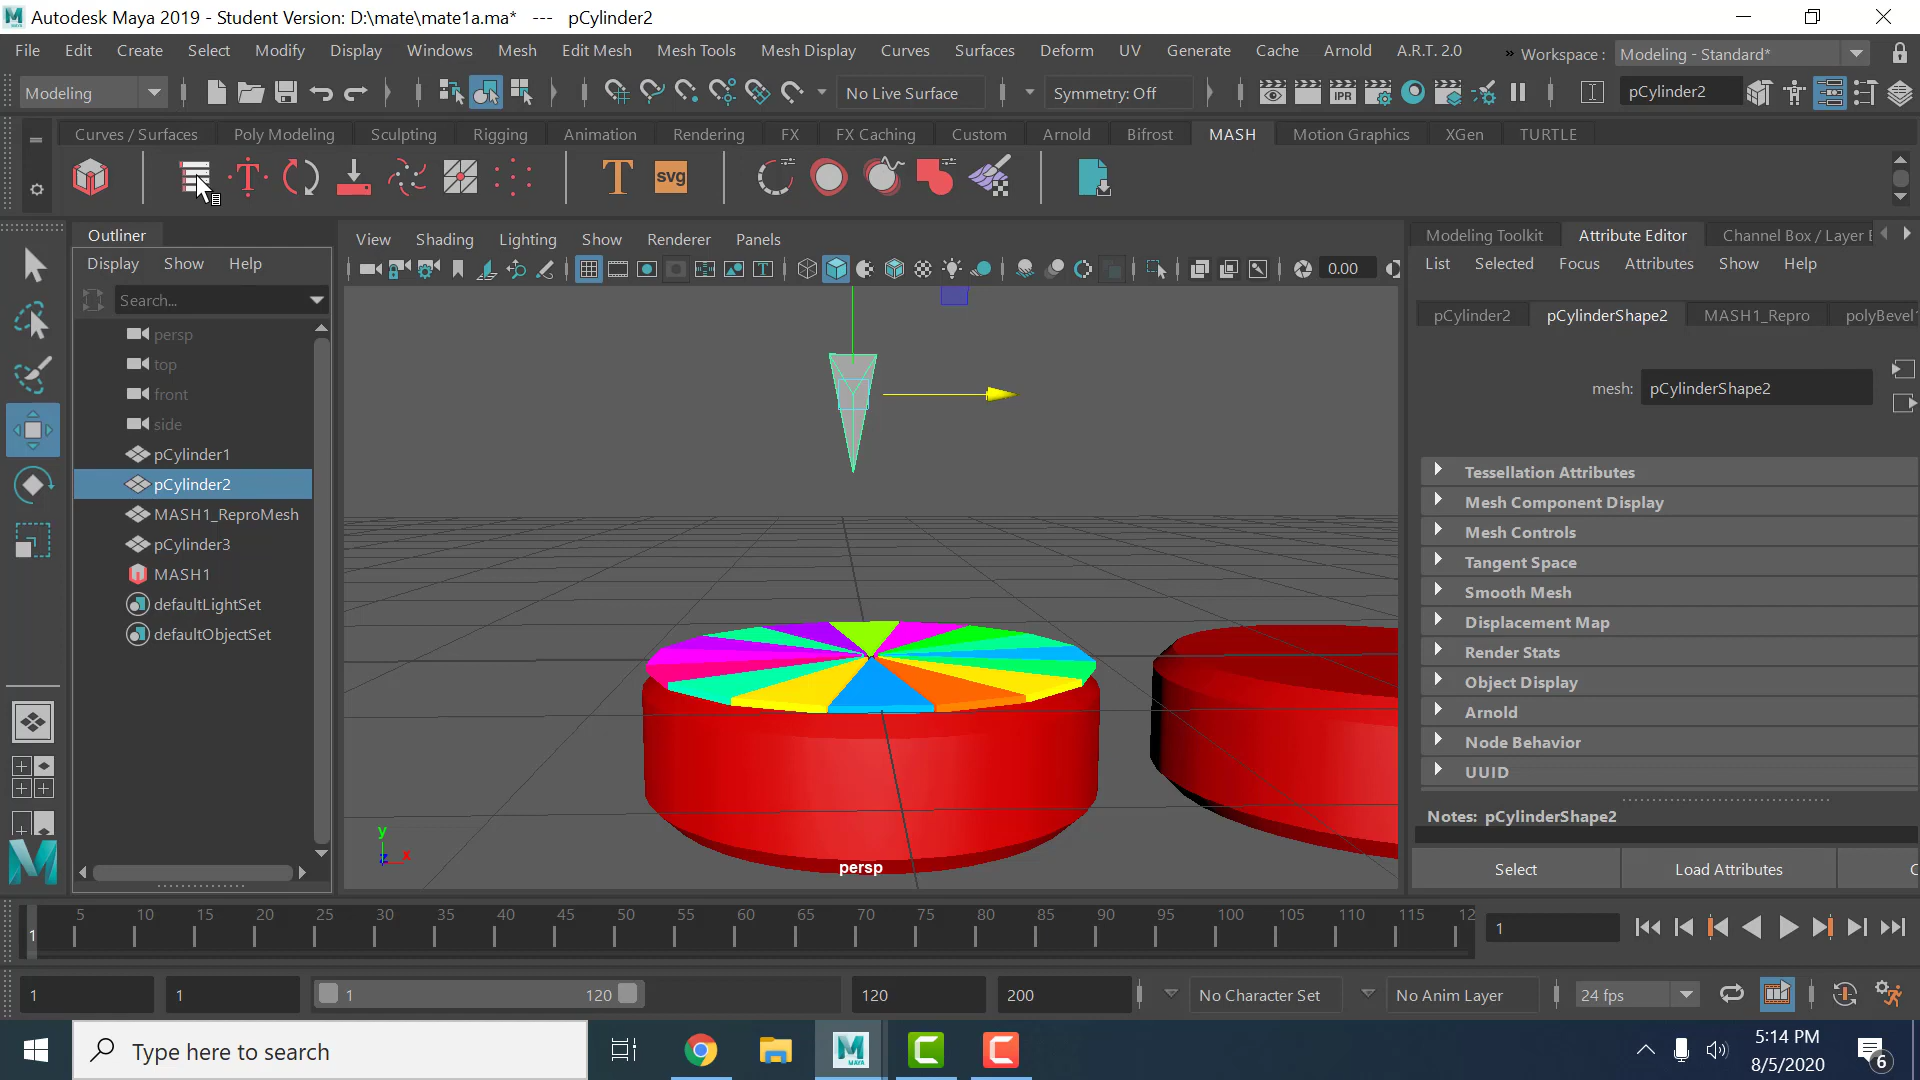 Autodesk Maya 2019 - Student Version: D:\mate\mate1a.ma* --- pCylinder2
File Edit Create Select Modify Display Windows Mesh Edit Mesh Mesh Tools Mesh Display Curves Surfaces Deform UV Generate Cache Arnold A.R.T. 2.0 » Workspace : Modeling - Standard*
Modeling No Live Surface Symmetry: Off IPR pCylinder2
Curves / Surfaces Poly Modeling Sculpting Rigging Animation Rendering FX FX Caching Custom Arnold Bifrost MASH Motion Graphics XGen TURTLE
T T svg
Outliner
Display Show Help
Search...
persp
top
front
side
pCylinder1
pCylinder2
MASH1_ReproMesh
pCylinder3
MASH1
defaultLightSet
defaultObjectSet
View Shading Lighting Show Renderer Panels
0.00
y
z x
persp
Modeling Toolkit Attribute Editor Channel Box / Layer E
List Selected Focus Attributes Show Help
pCylinder2 pCylinderShape2 MASH1_Repro polyBevel1
mesh: pCylinderShape2
Tessellation Attributes
Mesh Component Display
Mesh Controls
Tangent Space
Smooth Mesh
Displacement Map
Render Stats
Object Display
Arnold
Node Behavior
UUID
Notes: pCylinderShape2
Select Load Attributes C
5 10 15 20 25 30 35 40 45 50 55 60 65 70 75 80 85 90 95 100 105 110 115 12
1 1
1 1 1 120 120 200 No Character Set No Anim Layer 24 fps
Type here to search
MAYA
5:14 PM
8/5/2020
6